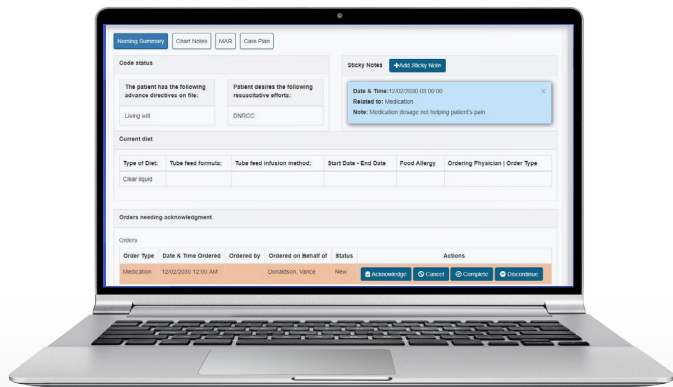 Nursing Summary Chart Notes MAR Care Plan
Code status
The patient has the following advance directives on file:
Patient desires the following resuscitative efforts:
Living will
DNRCC
Sticky Notes +Add Sticky Note
Date & Time:12/02/2030 03:00:00 ×
Related to: Medication
Note: Medication dosage not helping patient's pain
Current diet
Type of Diet: Tube feed formula: Tube feed infusion method: Start Date - End Date Food Allergy Ordering Physician | Order Type
Clear liquid
Orders needing acknowledgment
Orders
Order Type Date & Time Ordered Ordered by Ordered on Behalf of Status Actions
Medication 12/02/2030 12:00 AM Donaldson, Vance New Acknowledge Cancel Complete Discontinue